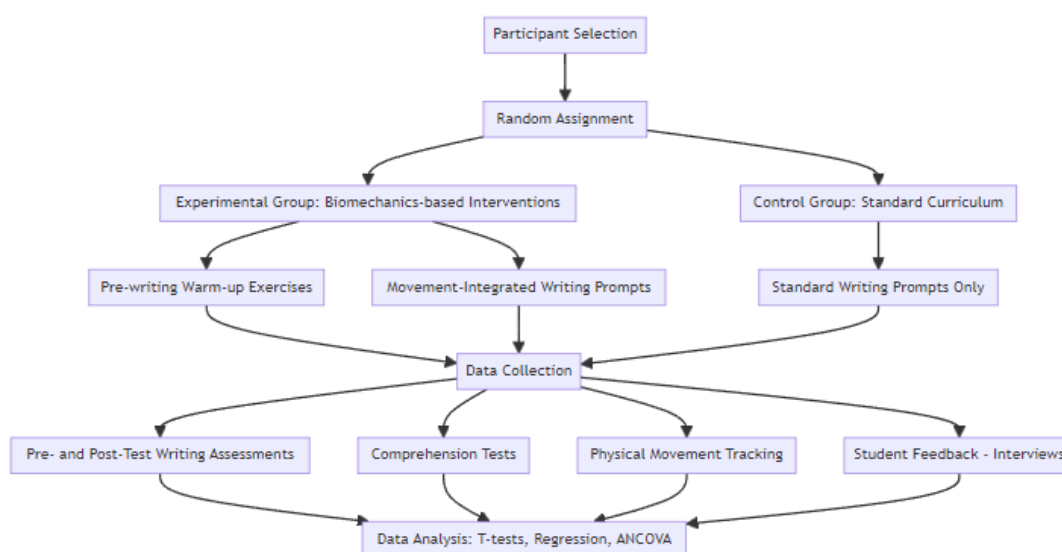 Participant Selection
Random Assignment
Experimental Group: Biomechanics-based Interventions
Control Group: Standard Curriculum
Pre-writing Warm-up Exercises
Movement-Integrated Writing Prompts
Standard Writing Prompts Only
Data Collection
Pre- and Post-Test Writing Assessments
Comprehension Tests
Physical Movement Tracking
Student Feedback - Interviews
Data Analysis: T-tests, Regression, ANCOVA